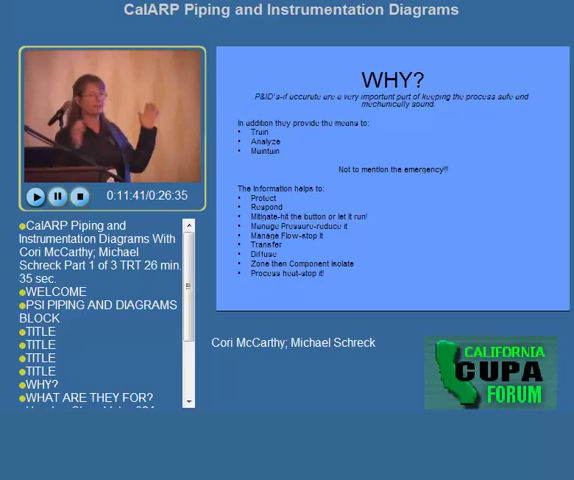 CalARP Piping and Instrumentation Diagrams
WHY?
P&ID's-if accurate are a very important part of keeping the process safe and
mechanically sound.
In addition they provide the means to:
• Train
• Analyze
• Maintain
Not to mention the emergency!!!
The Information helps to:
• Protect
• Respond
• Mitigate-hit the button or let it run!
• Manage Pressure-reduce it
• Manage Flow-stop it
• Transfer
• Diffuse
• Zone then Component Isolate
• Process heat-stop it!
0:11:41/0:26:35
CalARP Piping and
Instrumentation Diagrams With
Cori McCarthy; Michael
Schreck Part 1 of 3 TRT 26 min.
35 sec.
WELCOME
PSI PIPING AND DIAGRAMS
BLOCK
TITLE
TITLE
TITLE
TITLE
WHY?
WHAT ARE THEY FOR?
Cori McCarthy; Michael Schreck
CALIFORNIA
CUPA
FORUM